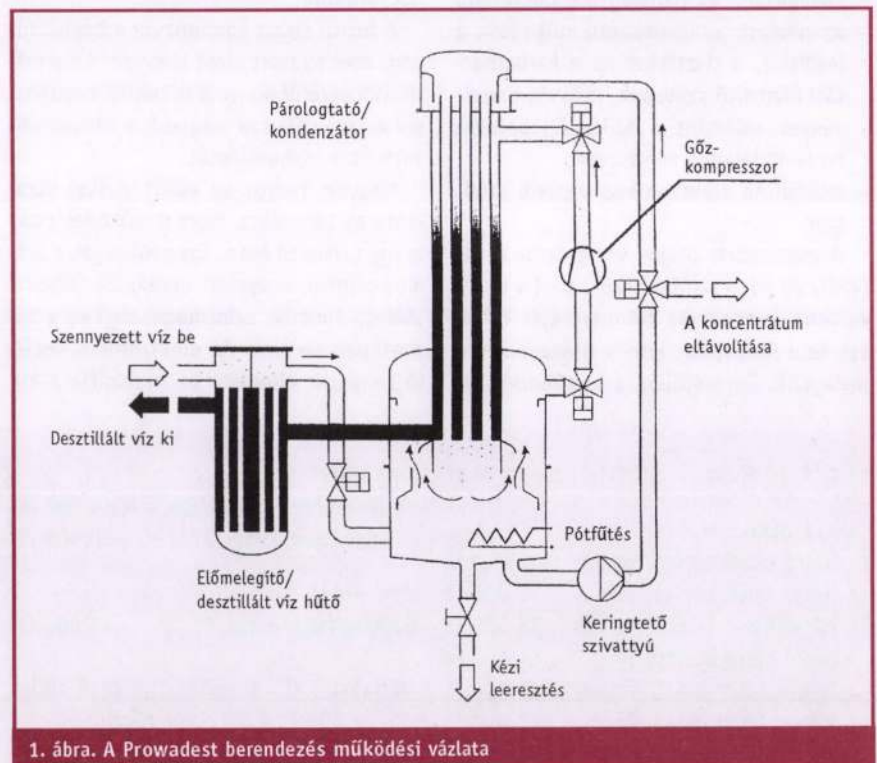 Párologtató/
kondenzátor
Gőz-
kompresszor
Szennyezett víz be
A koncentrátum
eltávolítása
Desztillált víz ki
Pótfűtés
Előmelegítő/
desztillált víz hűtő
Keringtető
szivattyú
Kézi
leeresztés
1. ábra. A Prowadest berendezés működési vázlata